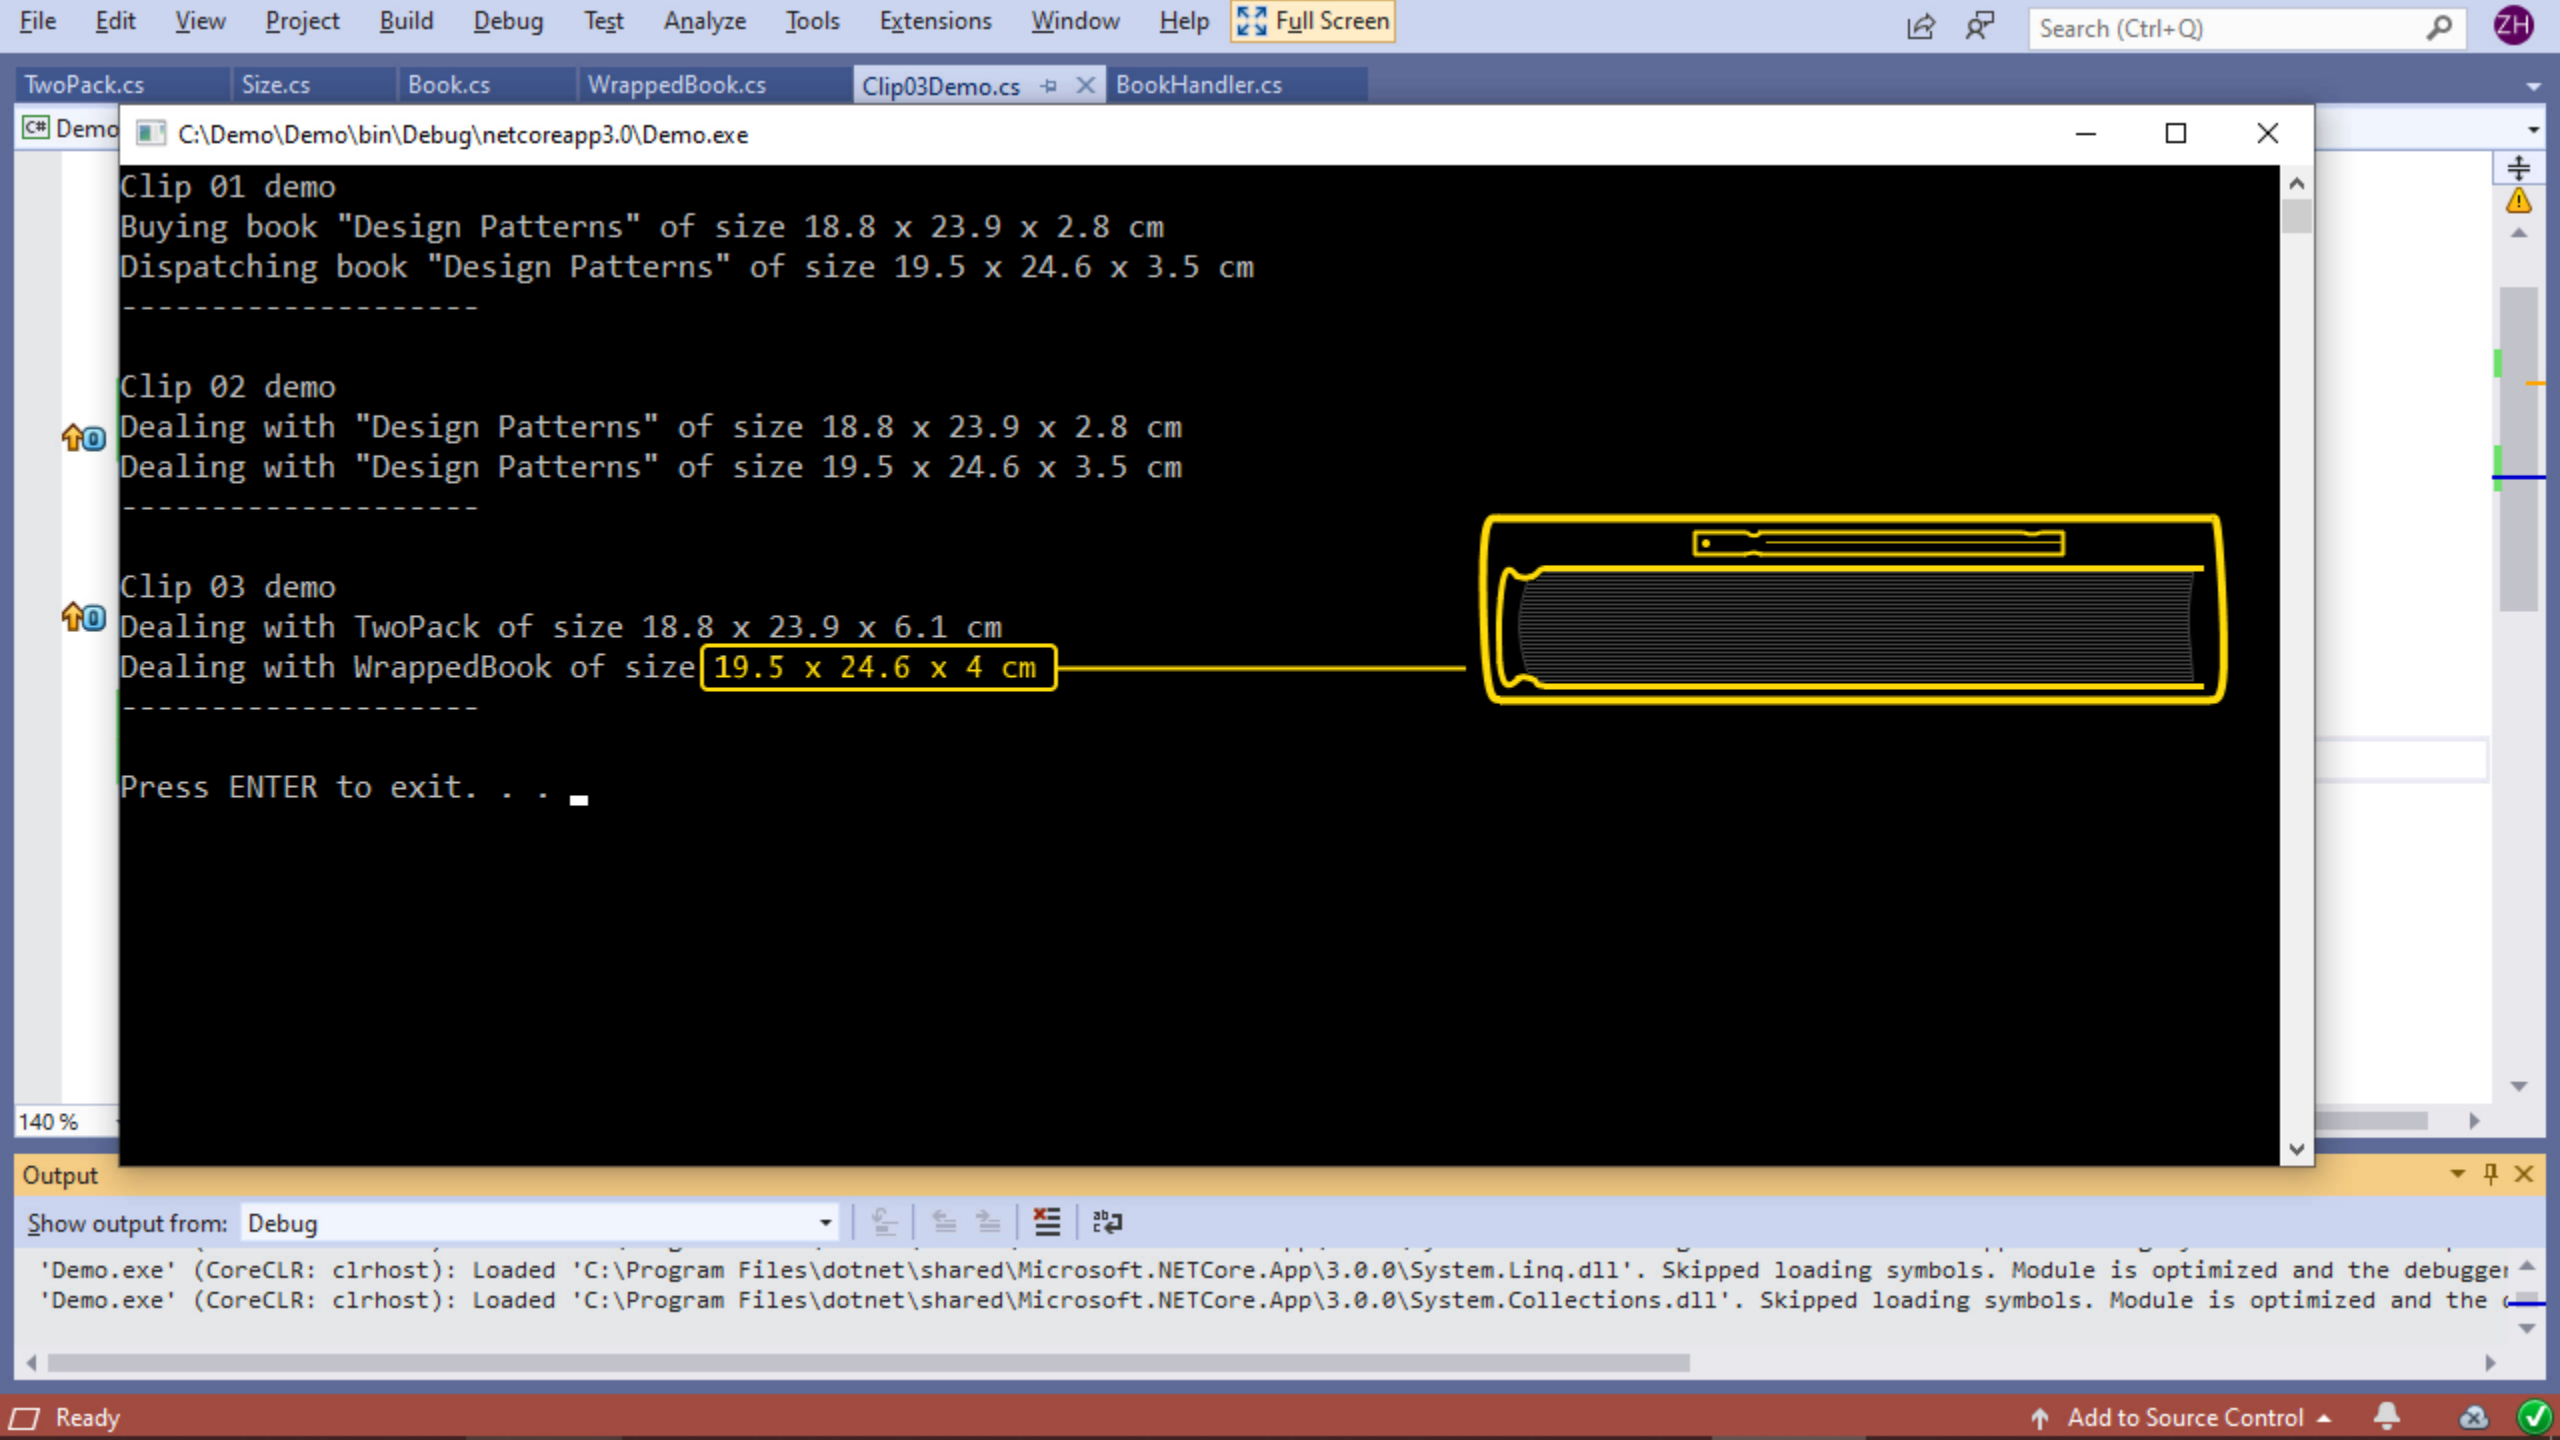 File Edit View Project Build Debug Test Analyze Tools Extensions Window Help Full Screen Search (Ctrl+Q) ZH
TwoPack.cs Size.cs Book.cs WrappedBook.cs Clip03Demo.cs BookHandler.cs
C# Demo
C:\Demo\Demo\bin\Debug\netcoreapp3.0\Demo.exe
Clip 01 demo
Buying book "Design Patterns" of size 18.8 x 23.9 x 2.8 cm
Dispatching book "Design Patterns" of size 19.5 x 24.6 x 3.5 cm
--------------------
Clip 02 demo
Dealing with "Design Patterns" of size 18.8 x 23.9 x 2.8 cm
Dealing with "Design Patterns" of size 19.5 x 24.6 x 3.5 cm
--------------------
Clip 03 demo
Dealing with TwoPack of size 18.8 x 23.9 x 6.1 cm
Dealing with WrappedBook of size 19.5 x 24.6 x 4 cm
--------------------
Press ENTER to exit. . .
140 %
Output
Show output from: Debug
'Demo.exe' (CoreCLR: clrhost): Loaded 'C:\Program Files\dotnet\shared\Microsoft.NETCore.App\3.0.0\System.Linq.dll'. Skipped loading symbols. Module is optimized and the debugger
'Demo.exe' (CoreCLR: clrhost): Loaded 'C:\Program Files\dotnet\shared\Microsoft.NETCore.App\3.0.0\System.Collections.dll'. Skipped loading symbols. Module is optimized and the
Ready Add to Source Control